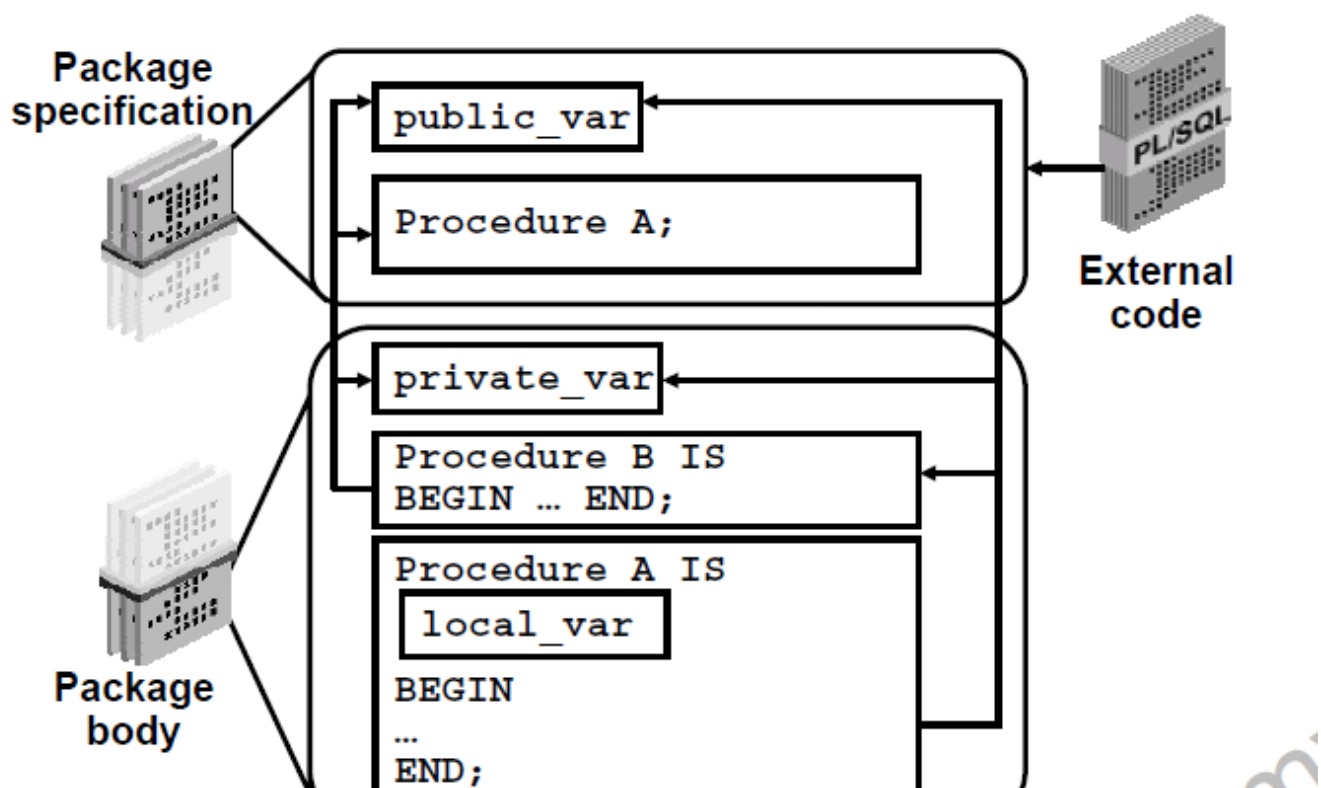 Package
specification
public_var
Procedure A;
PL/SQL
External
code
private_var
Procedure B IS
BEGIN … END;
Procedure A IS
local_var
BEGIN
…
END;
Package
body